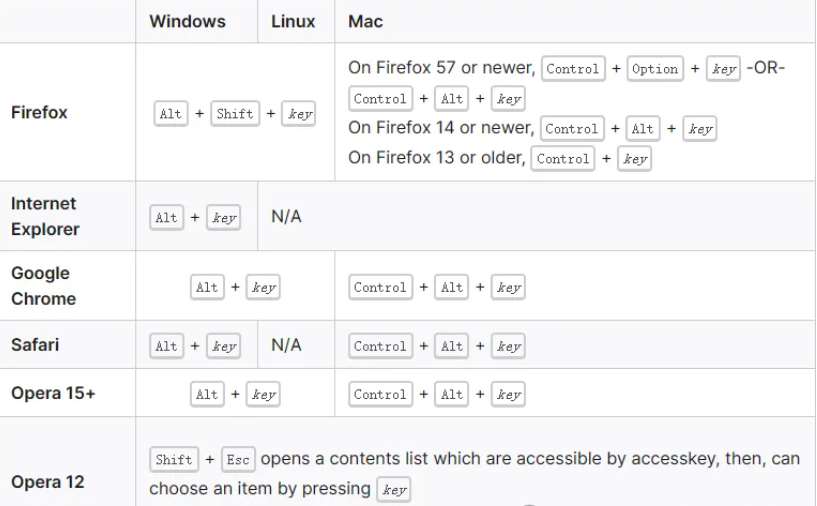 Windows Linux Mac
Firefox
Alt + Shift + key
On Firefox 57 or newer, Control + Option + key -OR-
Control + Alt + key
On Firefox 14 or newer, Control + Alt + key
On Firefox 13 or older, Control + key
Internet
Explorer
Alt + key
N/A
Google
Chrome
Alt + key
Control + Alt + key
Safari
Alt + key
N/A
Control + Alt + key
Opera 15+
Alt + key
Control + Alt + key
Opera 12
Shift + Esc opens a contents list which are accessible by accesskey, then, can
choose an item by pressing key